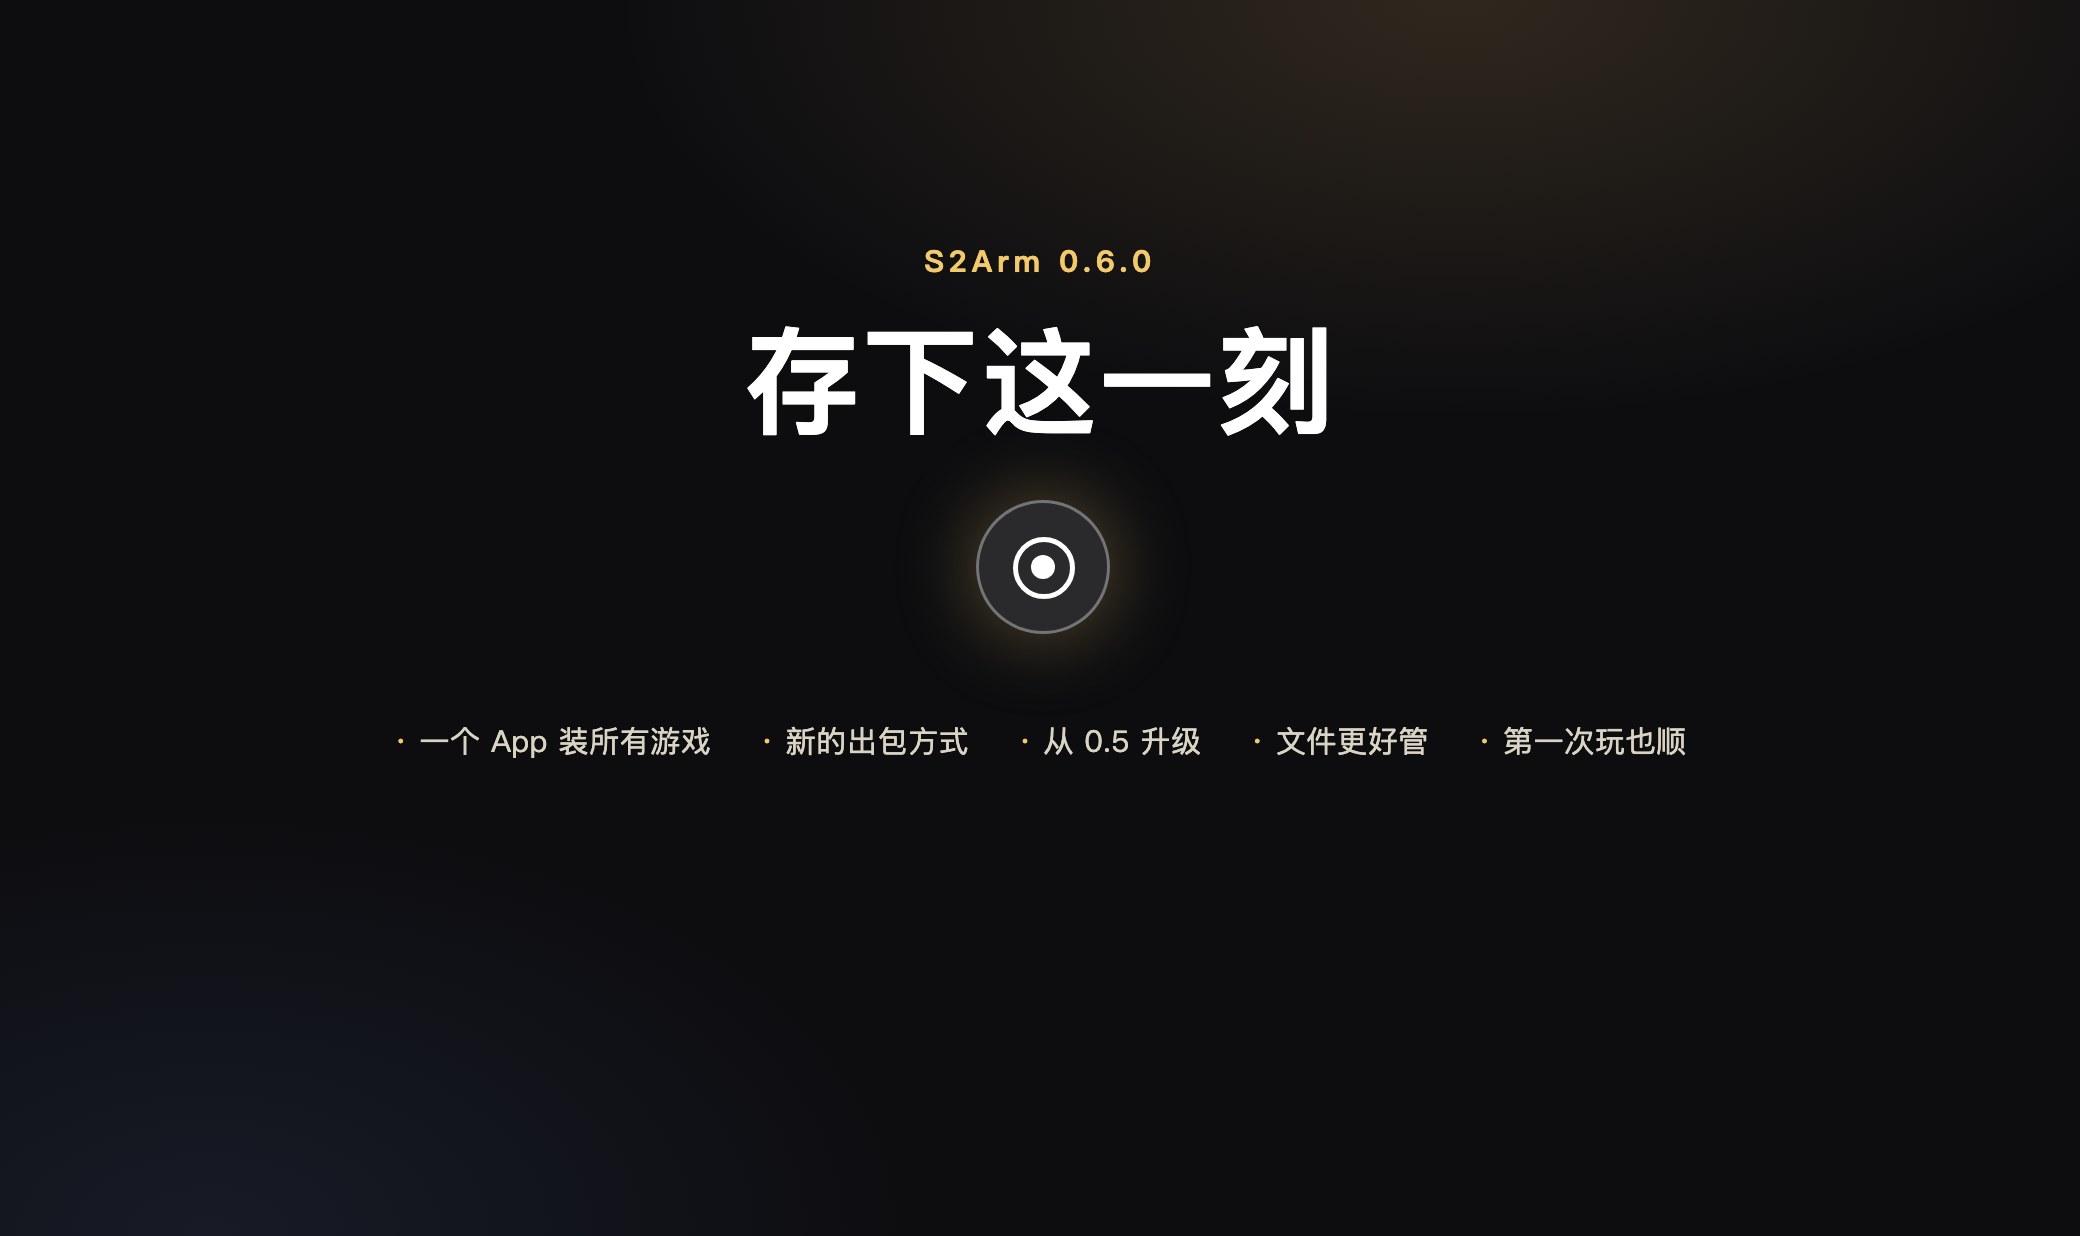 S2Arm 0.6.0
存下这一刻
· 一个 App 装所有游戏 · 新的出包方式 · 从 0.5 升级 · 文件更好管 · 第一次玩也顺